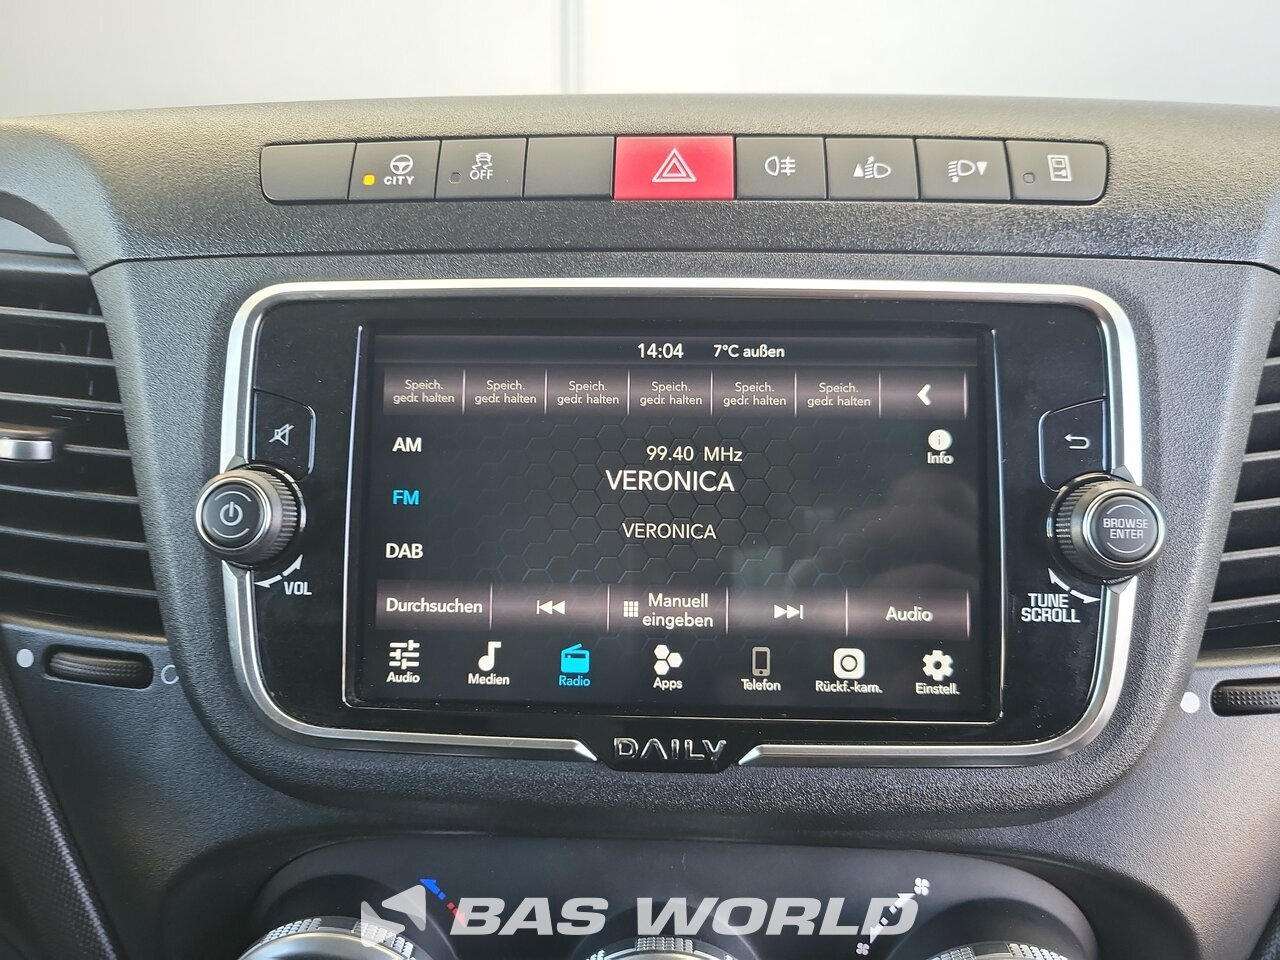 CITY
OFF
14:04 7°C außen
Speich. gedr. halten
Speich. gedr. halten
Speich. gedr. halten
Speich. gedr. halten
Speich. gedr. halten
Speich. gedr. halten
AM
99.40 MHz
Info
VERONICA
FM
VERONICA
DAB
BROWSE
ENTER
VOL
TUNE
SCROLL
Durchsuchen
Manuell
eingeben
Audio
Audio Medien Radio Apps Telefon Rückf.-kam. Einstell.
DAILY
BAS WORLD